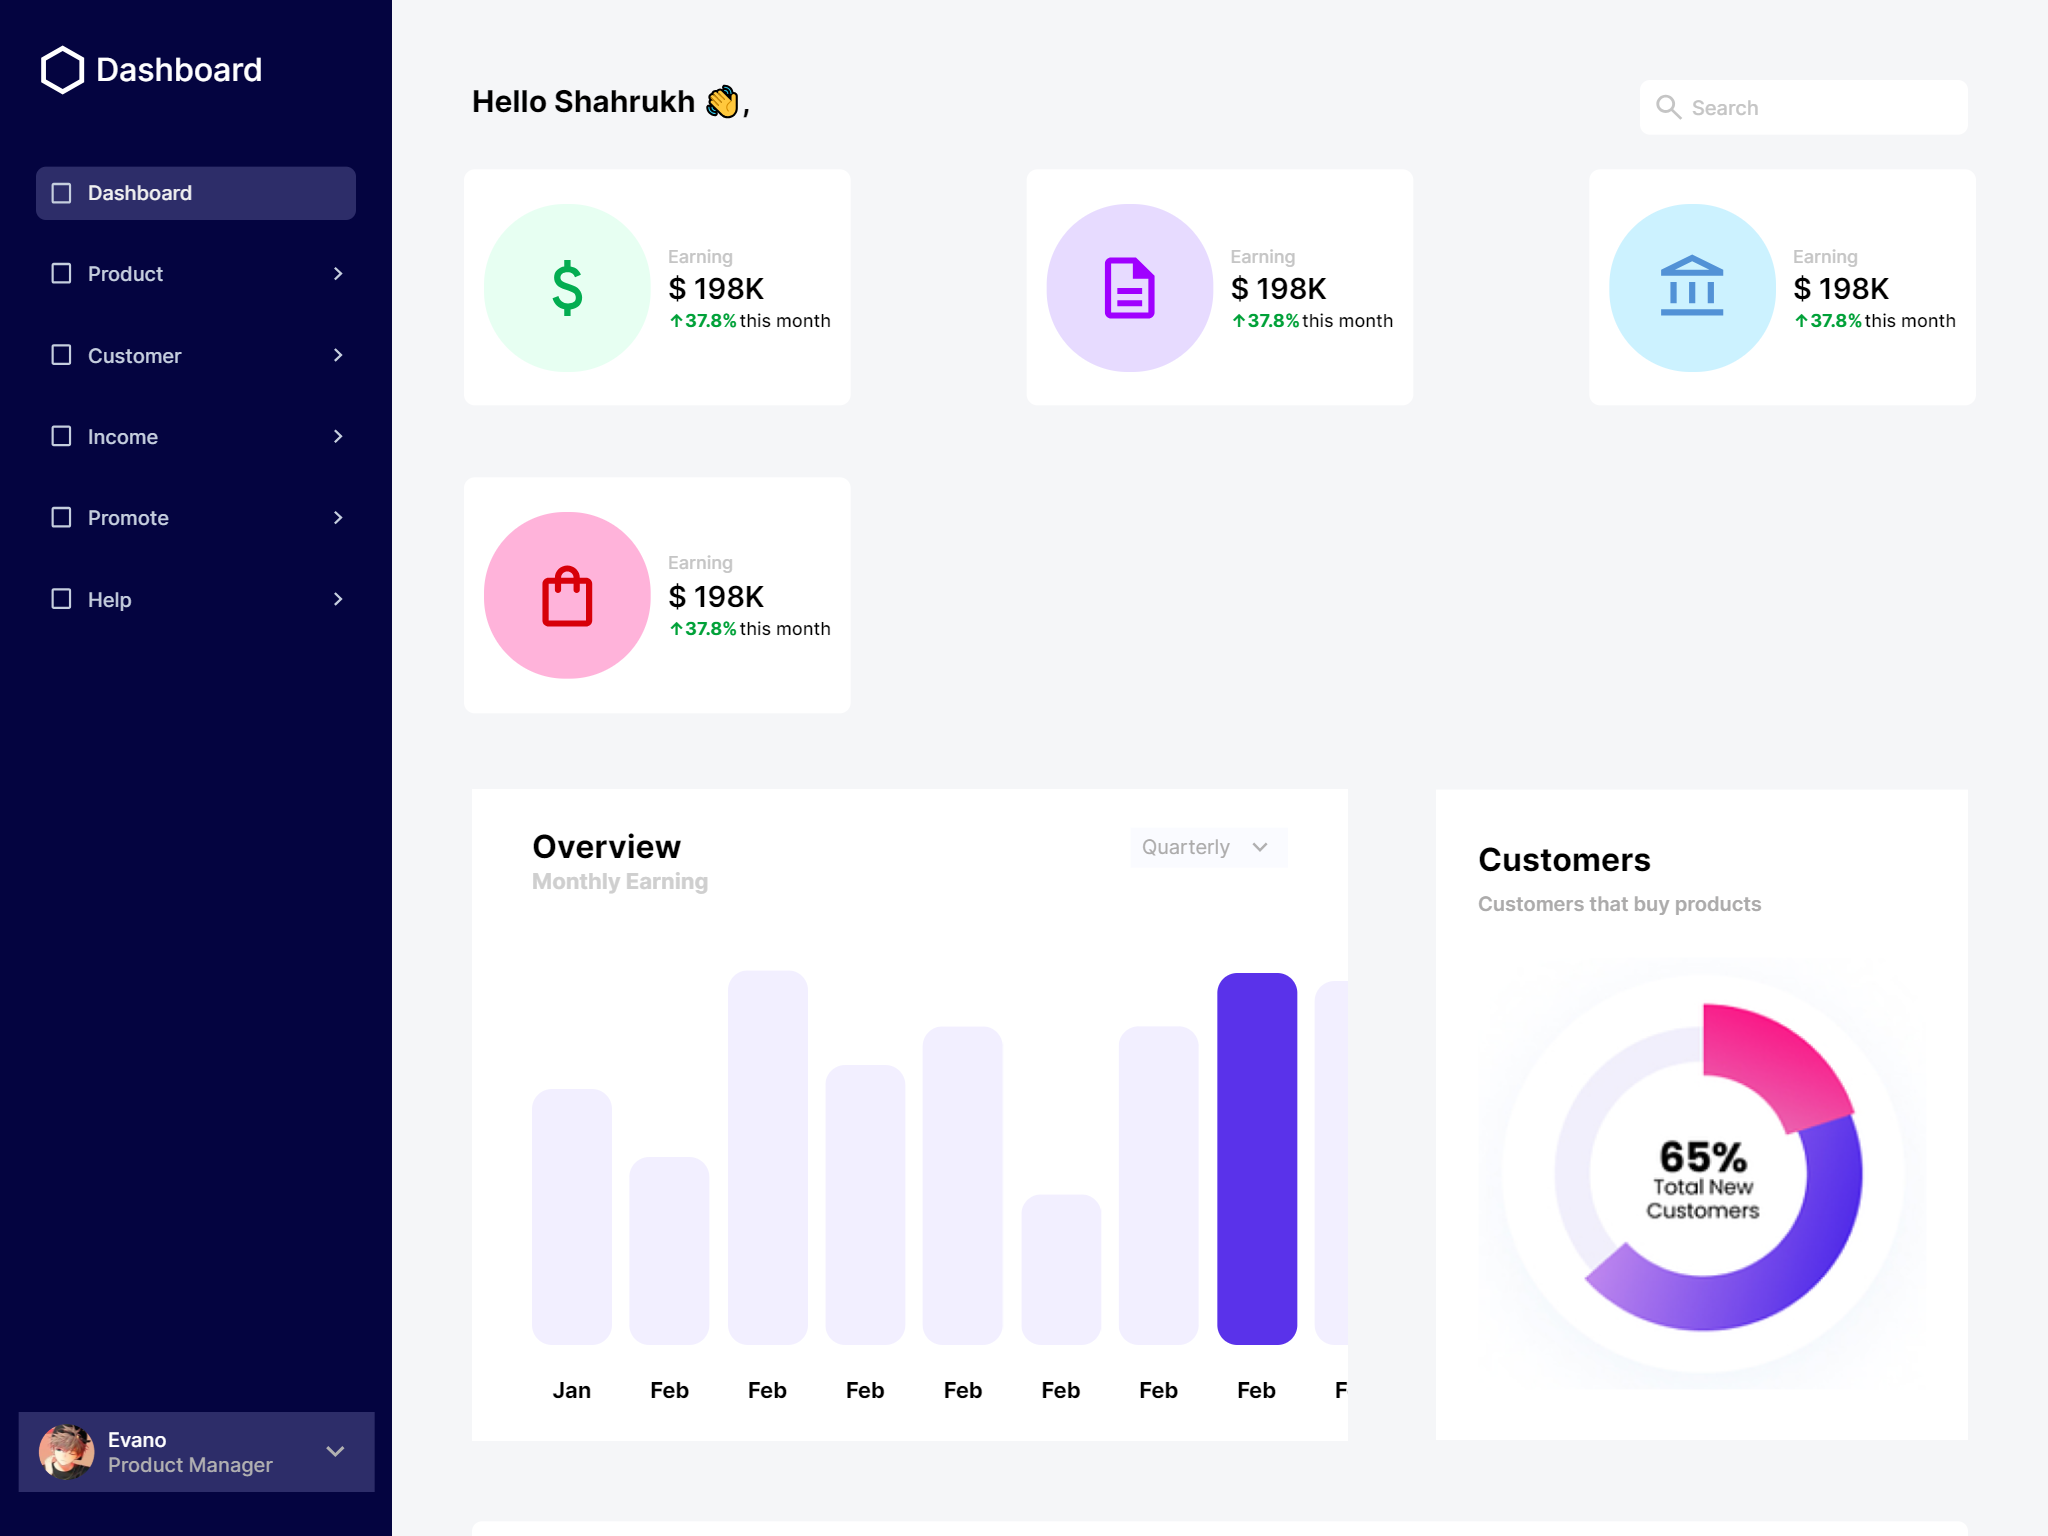 Dashboard
Dashboard
Product
Customer
Income
Promote
Help
Evano
Product Manager
Hello Shahrukh 👋,
Search
Earning
$ 198K
↑37.8% this month
Earning
$ 198K
↑37.8% this month
Earning
$ 198K
↑37.8% this month
Earning
$ 198K
↑37.8% this month
Overview
Monthly Earning
Quarterly
Jan Feb Feb Feb Feb Feb Feb Feb F
Customers
Customers that buy products
65%
Total New
Customers